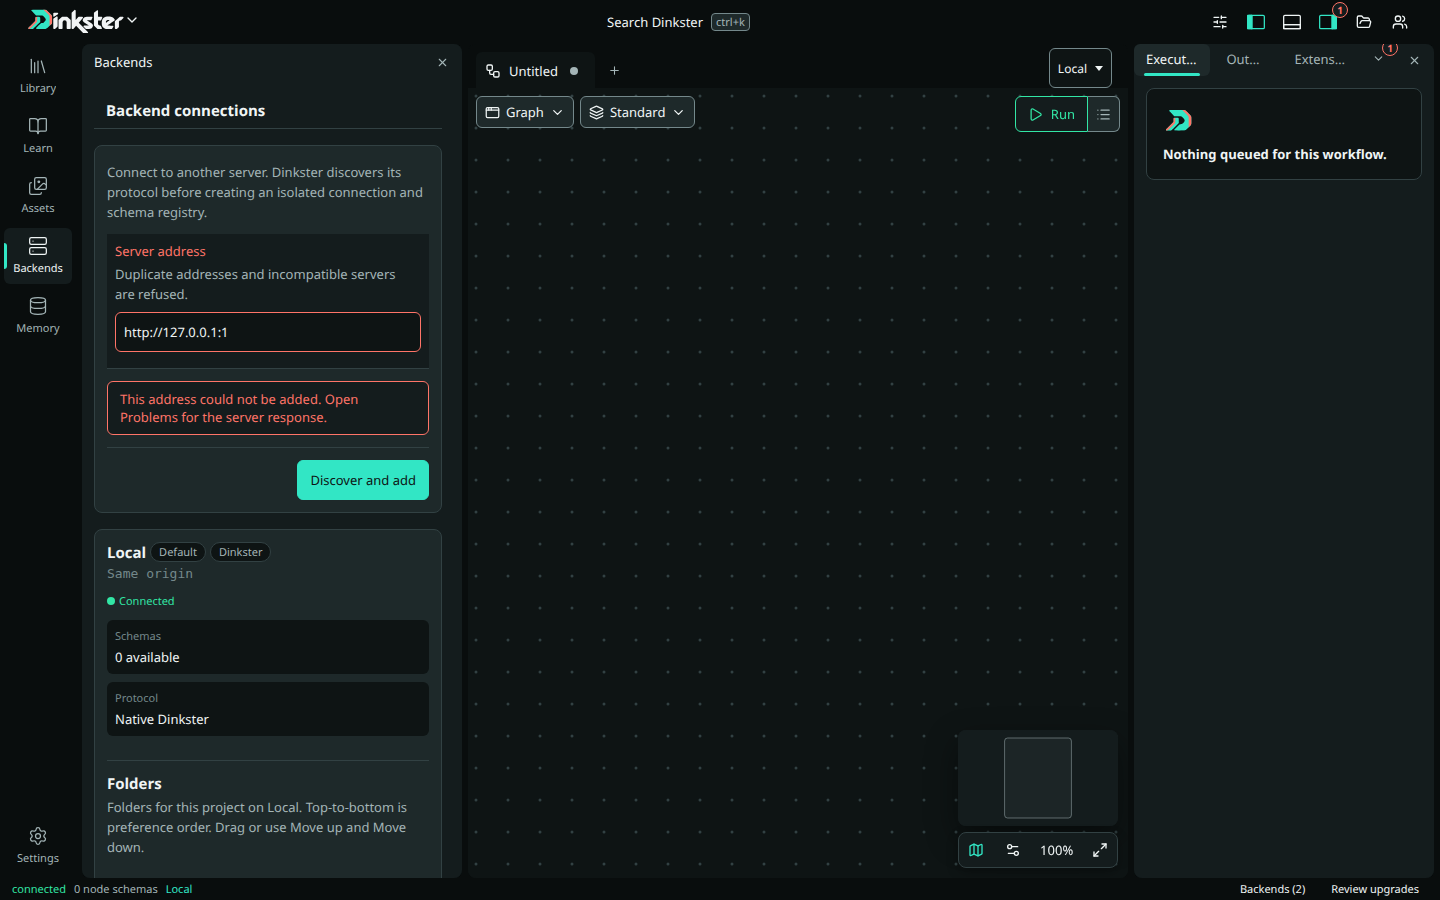 Dinkster
Search Dinkster ctrl+k
1
Library
Learn
Assets
Backends
Memory
Settings
Backends
Backend connections
Connect to another server. Dinkster discovers its
protocol before creating an isolated connection and
schema registry.
Server address
Duplicate addresses and incompatible servers
are refused.
http://127.0.0.1:1
This address could not be added. Open
Problems for the server response.
Discover and add
Local Default Dinkster
Same origin
Connected
Schemas
0 available
Protocol
Native Dinkster
Folders
Folders for this project on Local. Top-to-bottom is
preference order. Drag or use Move up and Move
down.
Untitled
Local
Graph
Standard
Run
100%
Execut... Out... Extens...
1
Nothing queued for this workflow.
connected 0 node schemas Local
Backends (2) Review upgrades